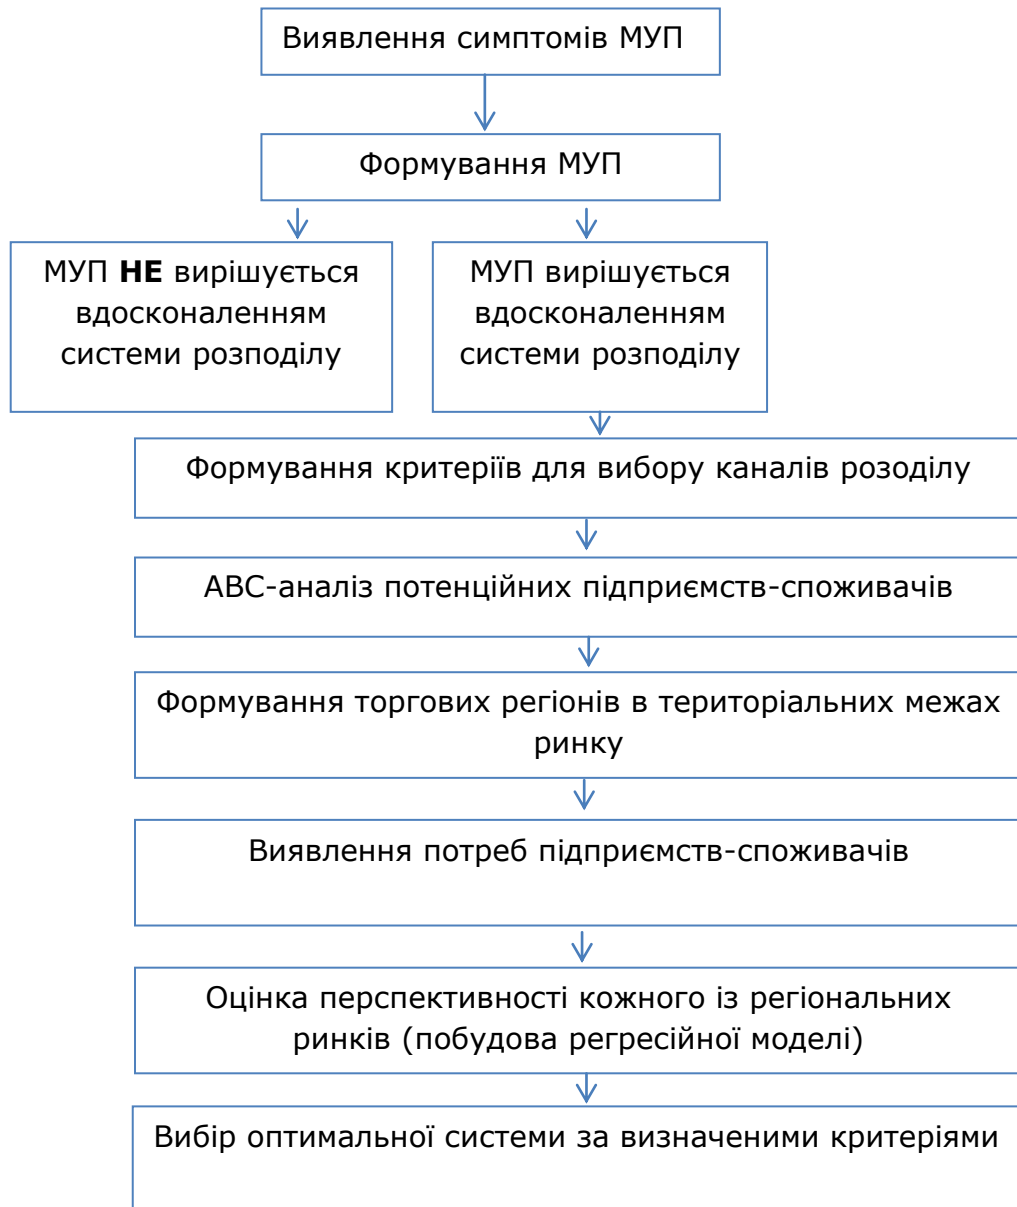 Виявлення симптомів МУП
Формування МУП
МУП НЕ вирішується
вдосконаленням
системи розподілу
МУП вирішується
вдосконаленням
системи розподілу
Формування критеріїв для вибору каналів розоділу
АВС-аналіз потенційних підприємств-споживачів
Формування торгових регіонів в територіальних межах
ринку
Виявлення потреб підприємств-споживачів
Оцінка перспективності кожного із регіональних
ринків (побудова регресійної моделі)
Вибір оптимальної системи за визначеними критеріями